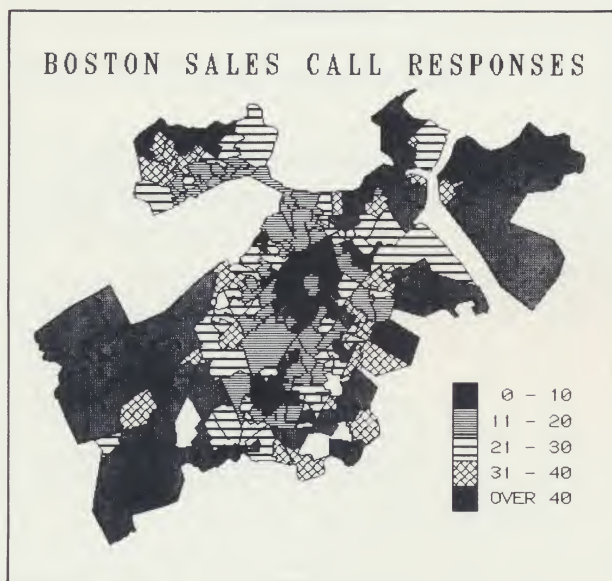 BOSTON SALES CALL RESPONSES
0 - 10
11 - 20
21 - 30
31 - 40
OVER 40